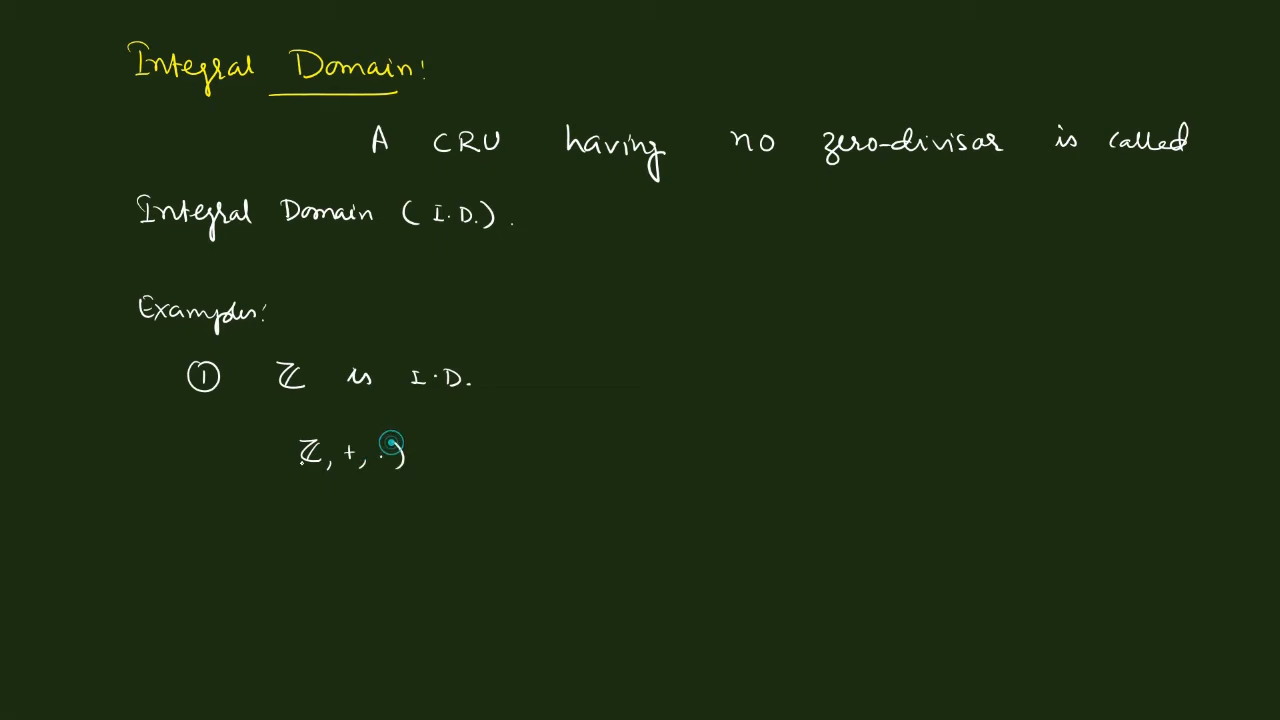 Integral Domain:
A CRU having no zero-divisor is called
Integral Domain (I.D.).
Examples:
① ℤ is I.D.
ℤ, +, ·)